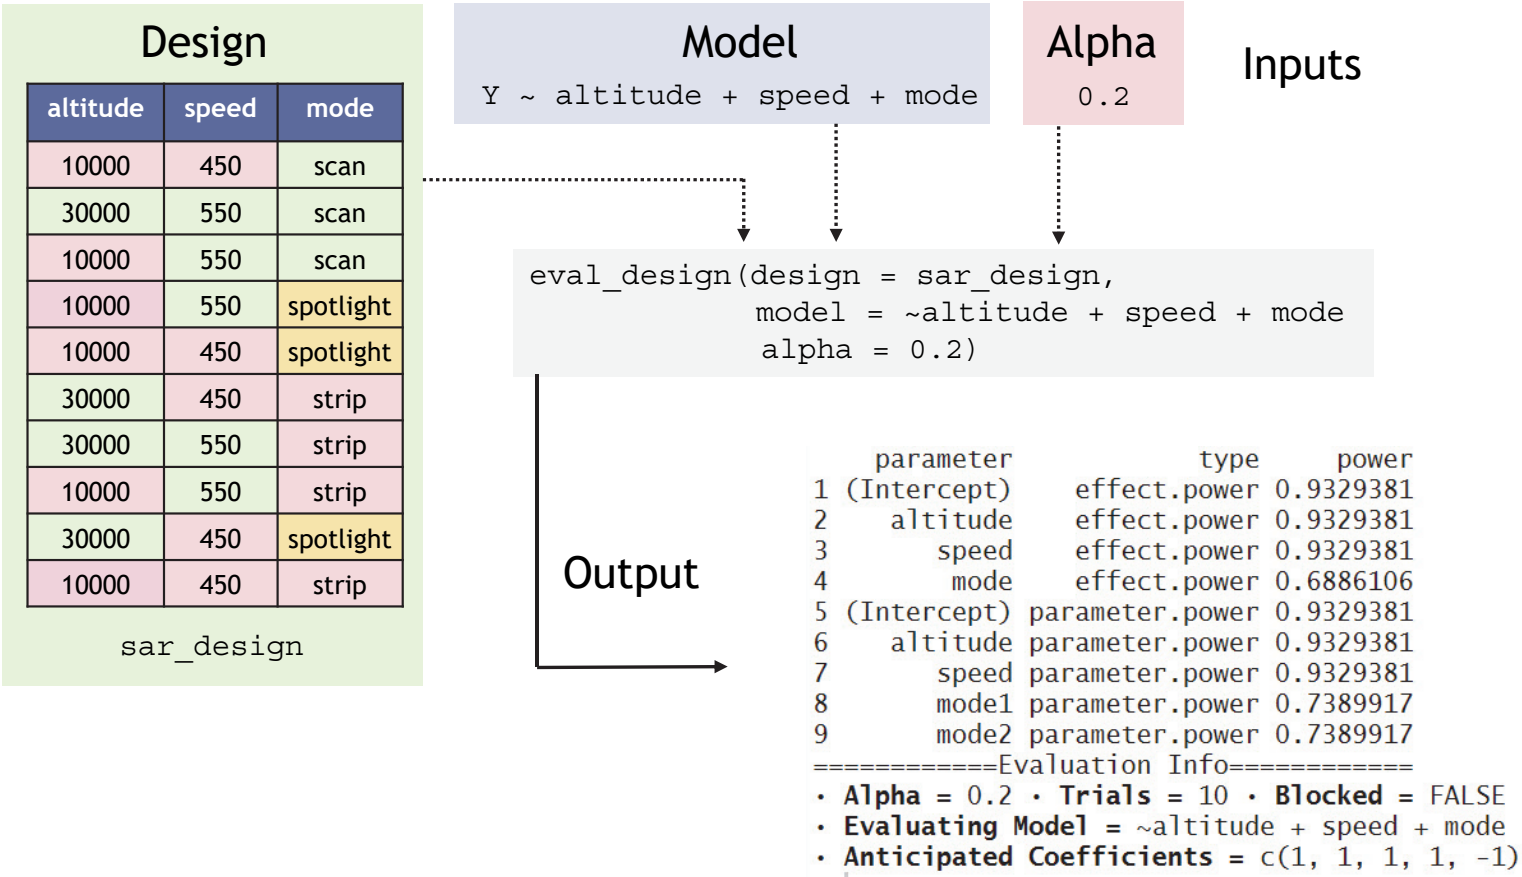 Design
altitude speed mode
10000 450 scan
30000 550 scan
10000 550 scan
10000 550 spotlight
10000 450 spotlight
30000 450 strip
30000 550 strip
10000 550 strip
30000 450 spotlight
10000 450 strip
sar_design
Model
Y ~ altitude + speed + mode
Alpha
0.2
Inputs
eval_design(design = sar_design,
model = ~altitude + speed + mode
alpha = 0.2)
Output
parameter type power
1 (Intercept) effect.power 0.9329381
2 altitude effect.power 0.9329381
3 speed effect.power 0.9329381
4 mode effect.power 0.6886106
5 (Intercept) parameter.power 0.9329381
6 altitude parameter.power 0.9329381
7 speed parameter.power 0.9329381
8 mode1 parameter.power 0.7389917
9 mode2 parameter.power 0.7389917
============Evaluation Info============
• Alpha = 0.2 • Trials = 10 • Blocked = FALSE
• Evaluating Model = ~altitude + speed + mode
• Anticipated Coefficients = c(1, 1, 1, 1, -1)